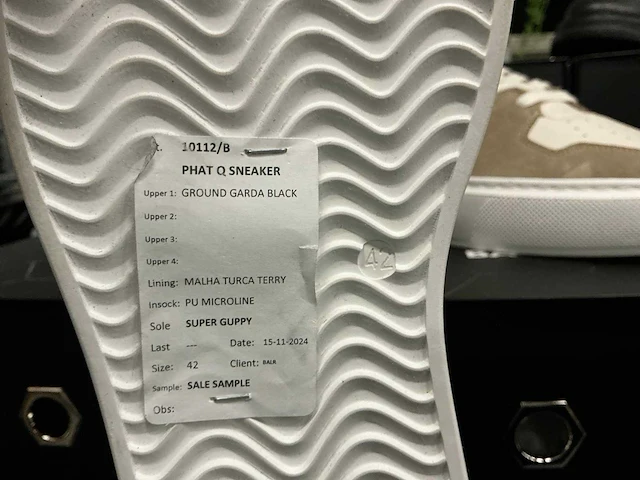 t. 10112/B
PHAT Q SNEAKER
Upper 1: GROUND GARDA BLACK
Upper 2:
Upper 3:
Upper 4:
Lining: MALHA TURCA TERRY
Insock: PU MICROLINE
Sole SUPER GUPPY
Last --- Date: 15-11-2024
Size: 42 Client: BALR
Sample: SALE SAMPLE
Obs:
42